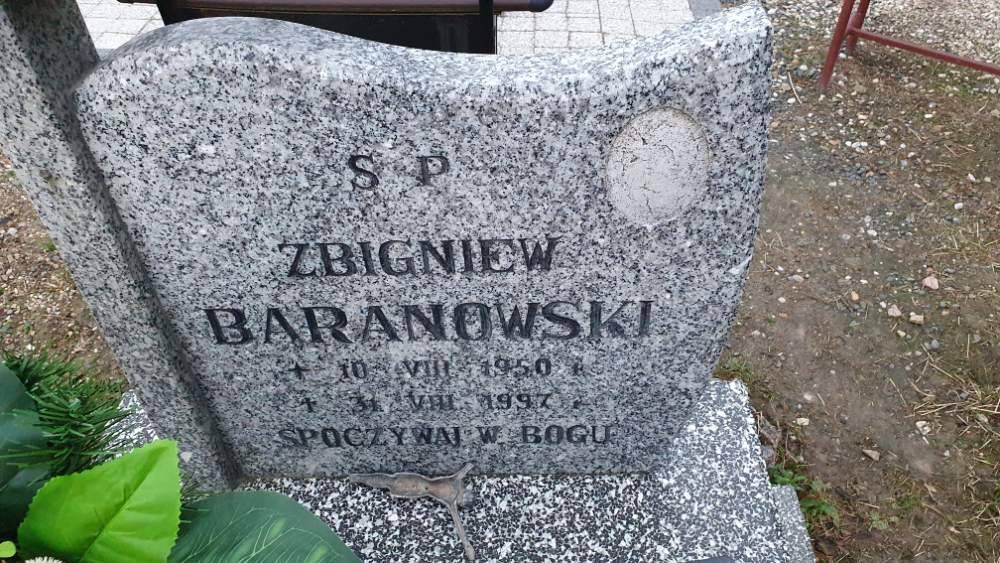 S P
ZBIGNIEW
BARANOWSKI
* 10 VIII 1950 R
† 31 VIII 1997 R
SPOCZYWAJ W BOGU